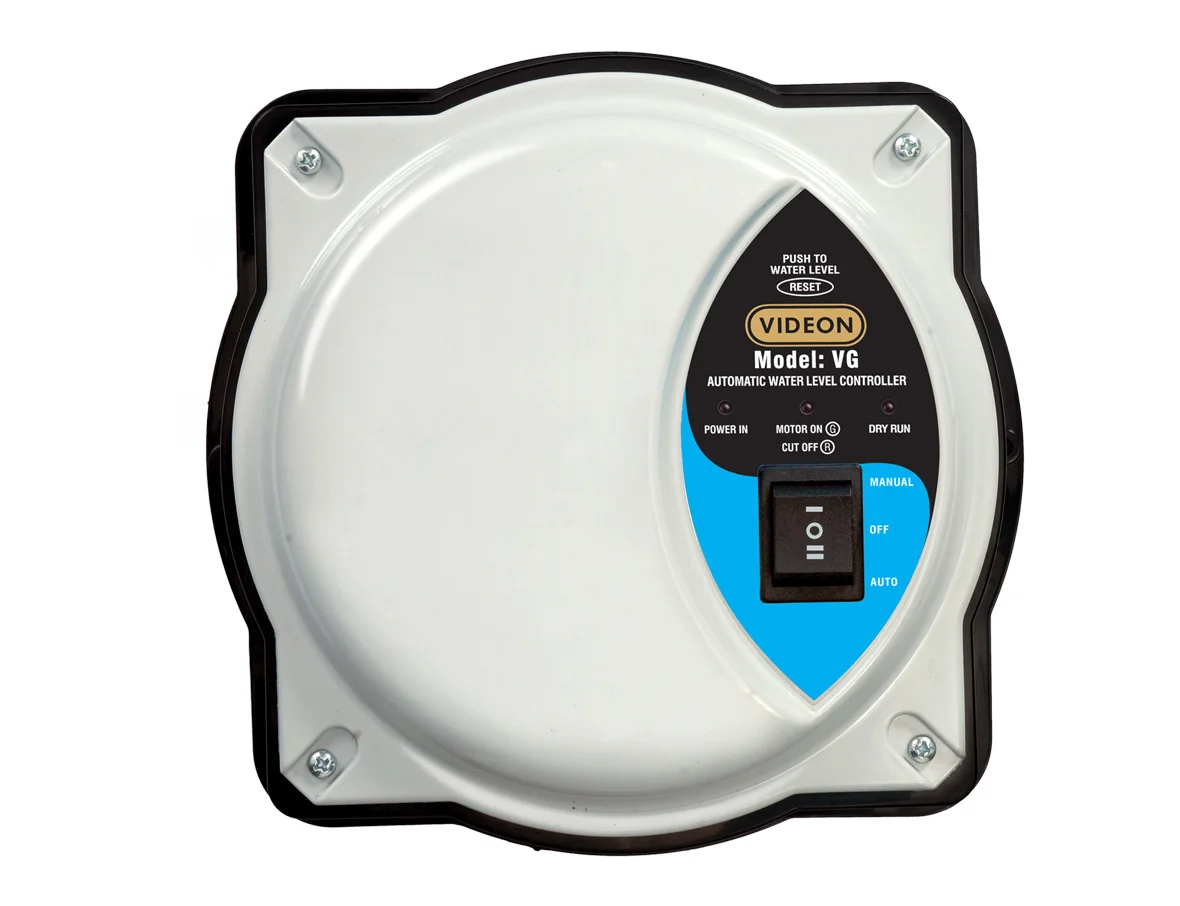 PUSH TO
WATER LEVEL
RESET
VIDEON
Model: VG
AUTOMATIC WATER LEVEL CONTROLLER
POWER IN
MOTOR ON G
CUT OFF R
DRY RUN
MANUAL
OFF
AUTO
I
O
II